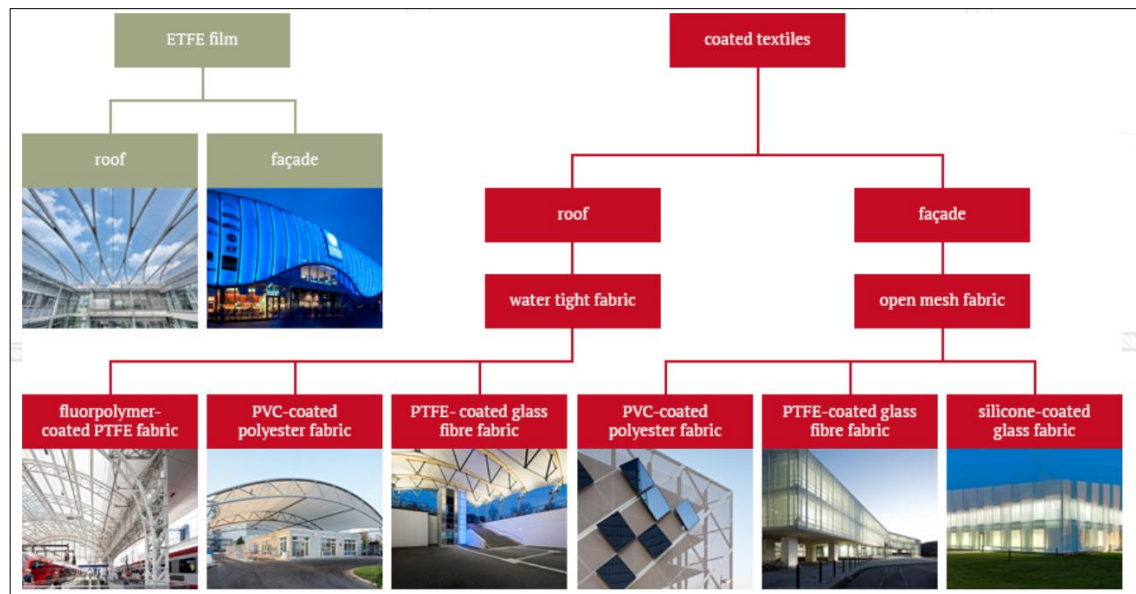 ETFE film
coated textiles
roof
façade
roof
façade
water tight fabric
open mesh fabric
fluorpolymer-
coated PTFE fabric
PVC-coated
polyester fabric
PTFE- coated glass
fibre fabric
PVC-coated
polyester fabric
PTFE-coated glass
fibre fabric
silicone-coated
glass fabric